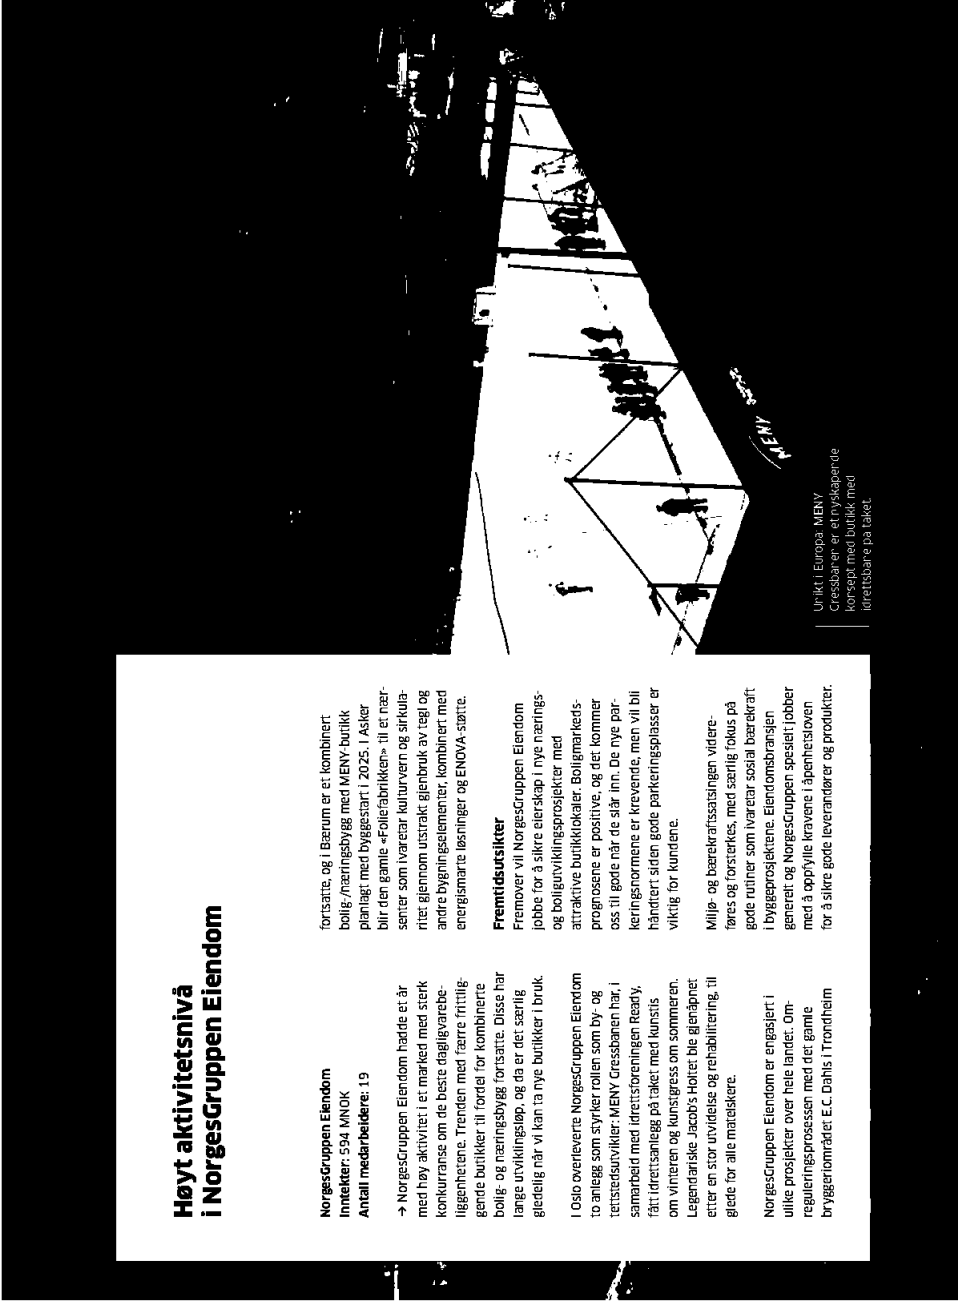 Høyt aktivitetsnivå
i NorgesGruppen Eiendom
NorgesGruppen Eiendom
Inntekter: 594 MNOK
Antall medarbeidere: 19
→ NorgesGruppen Eiendom hadde et år
med høy aktivitet i et marked med sterk
konkurranse om de beste dagligvarebe-
liggenhetene. Trenden med færre frittlig-
gende butikker til fordel for kombinerte
bolig- og næringsbygg fortsatte. Disse har
lange utviklingsløp, og da er det særlig
gledelig når vi kan ta nye butikker i bruk.
I Oslo overleverte NorgesGruppen Eiendom
to anlegg som styrker rollen som by- og
tettstedsutvikler: MENY Gressbanen har, i
samarbeid med idrettsforeningen Ready,
fått idrettsanlegg på taket med kunstis
om vinteren og kunstgress om sommeren.
Legendariske Jacob's Holtet ble gjenåpnet
etter en stor utvidelse og rehabilitering, til
glede for alle matelskere.
NorgesGruppen Eiendom er engasjert i
ulike prosjekter over hele landet. Om-
reguleringsprosessen med det gamle
bryggeriområdet E.C. Dahls i Trondheim
fortsatte, og i Bærum er et kombinert
bolig-/næringsbygg med MENY-butikk
planlagt med byggestart i 2025. I Asker
blir den gamle «Foliefabrikken» til et nær-
senter som ivaretar kulturvern og sirkula-
ritet gjennom utstrakt gjenbruk av tegl og
andre bygningselementer, kombinert med
energismarte løsninger og ENOVA-støtte.
Fremtidsutsikter
Fremover vil NorgesGruppen Eiendom
jobbe for å sikre eierskap i nye nærings-
og boligutviklingsprosjekter med
attraktive butikklokaler. Boligmarkeds-
prognosene er positive, og det kommer
oss til gode når de slår inn. De nye par-
keringsnormene er krevende, men vil bli
håndtert siden gode parkeringsplasser er
viktig for kundene.
Miljø- og bærekraftssatsingen videre-
føres og forsterkes, med særlig fokus på
gode rutiner som ivaretar sosial bærekraft
i byggeprosjektene. Eiendomsbransjen
generelt og NorgesGruppen spesielt jobber
med å oppfylle kravene i åpenhetsloven
for å sikre gode leverandører og produkter.
Unikt i Europa: MENY
Gressbanen er et nyskapende
konsept med butikk med
idrettsbane på taket.
MENY